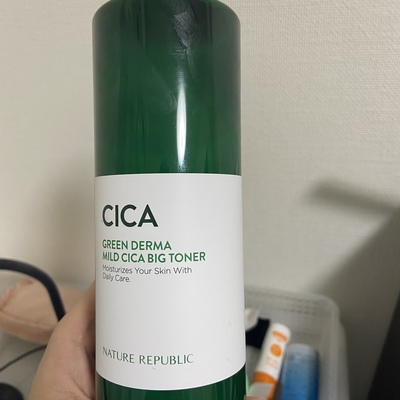 CICA
GREEN DERMA
MILD CICA BIG TONER
Moisturizes Your Skin With
Daily Care.
NATURE REPUBLIC